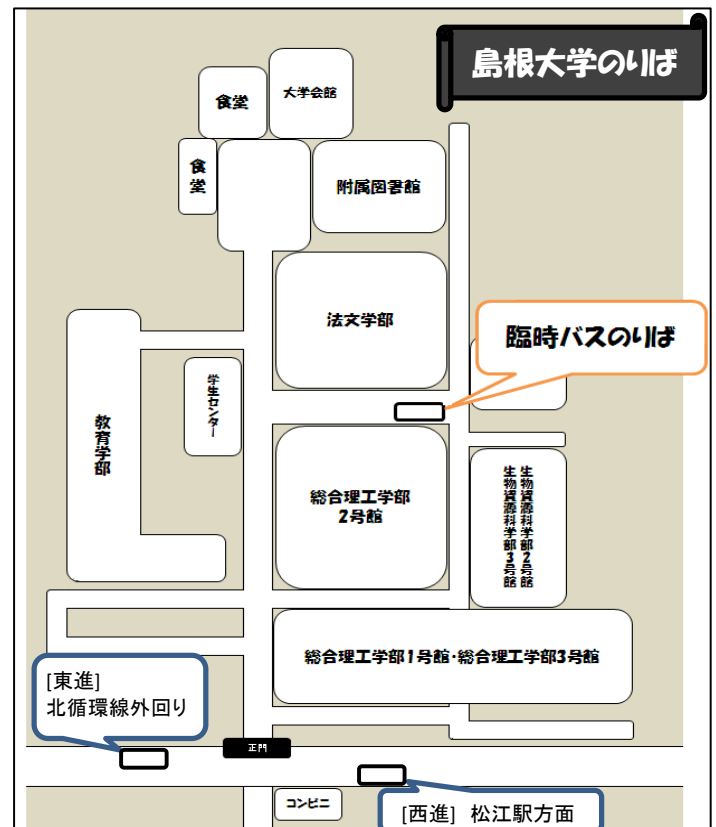 島根大学のりば
食堂
大学会館
食堂
附属図書館
法文学部
臨時バスのりば
学生センター
教育学部
総合理工学部
2号館
生物資源科学部2号館
生物資源科学部3号館
総合理工学部1号館・総合理工学部3号館
[東進]
北循環線外回り
正門
コンビニ
[西進] 松江駅方面